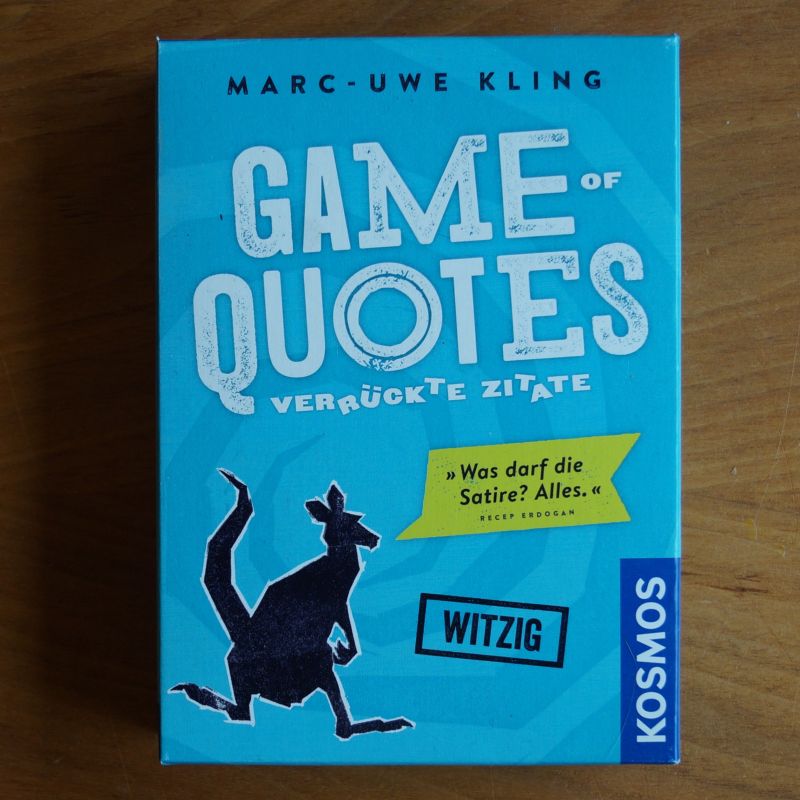 MARC-UWE KLING
GAME OF
QUOTES
VERRÜCKTE ZITATE
»Was darf die
Satire? Alles.«
RECEP ERDOGAN
WITZIG
KOSMOS